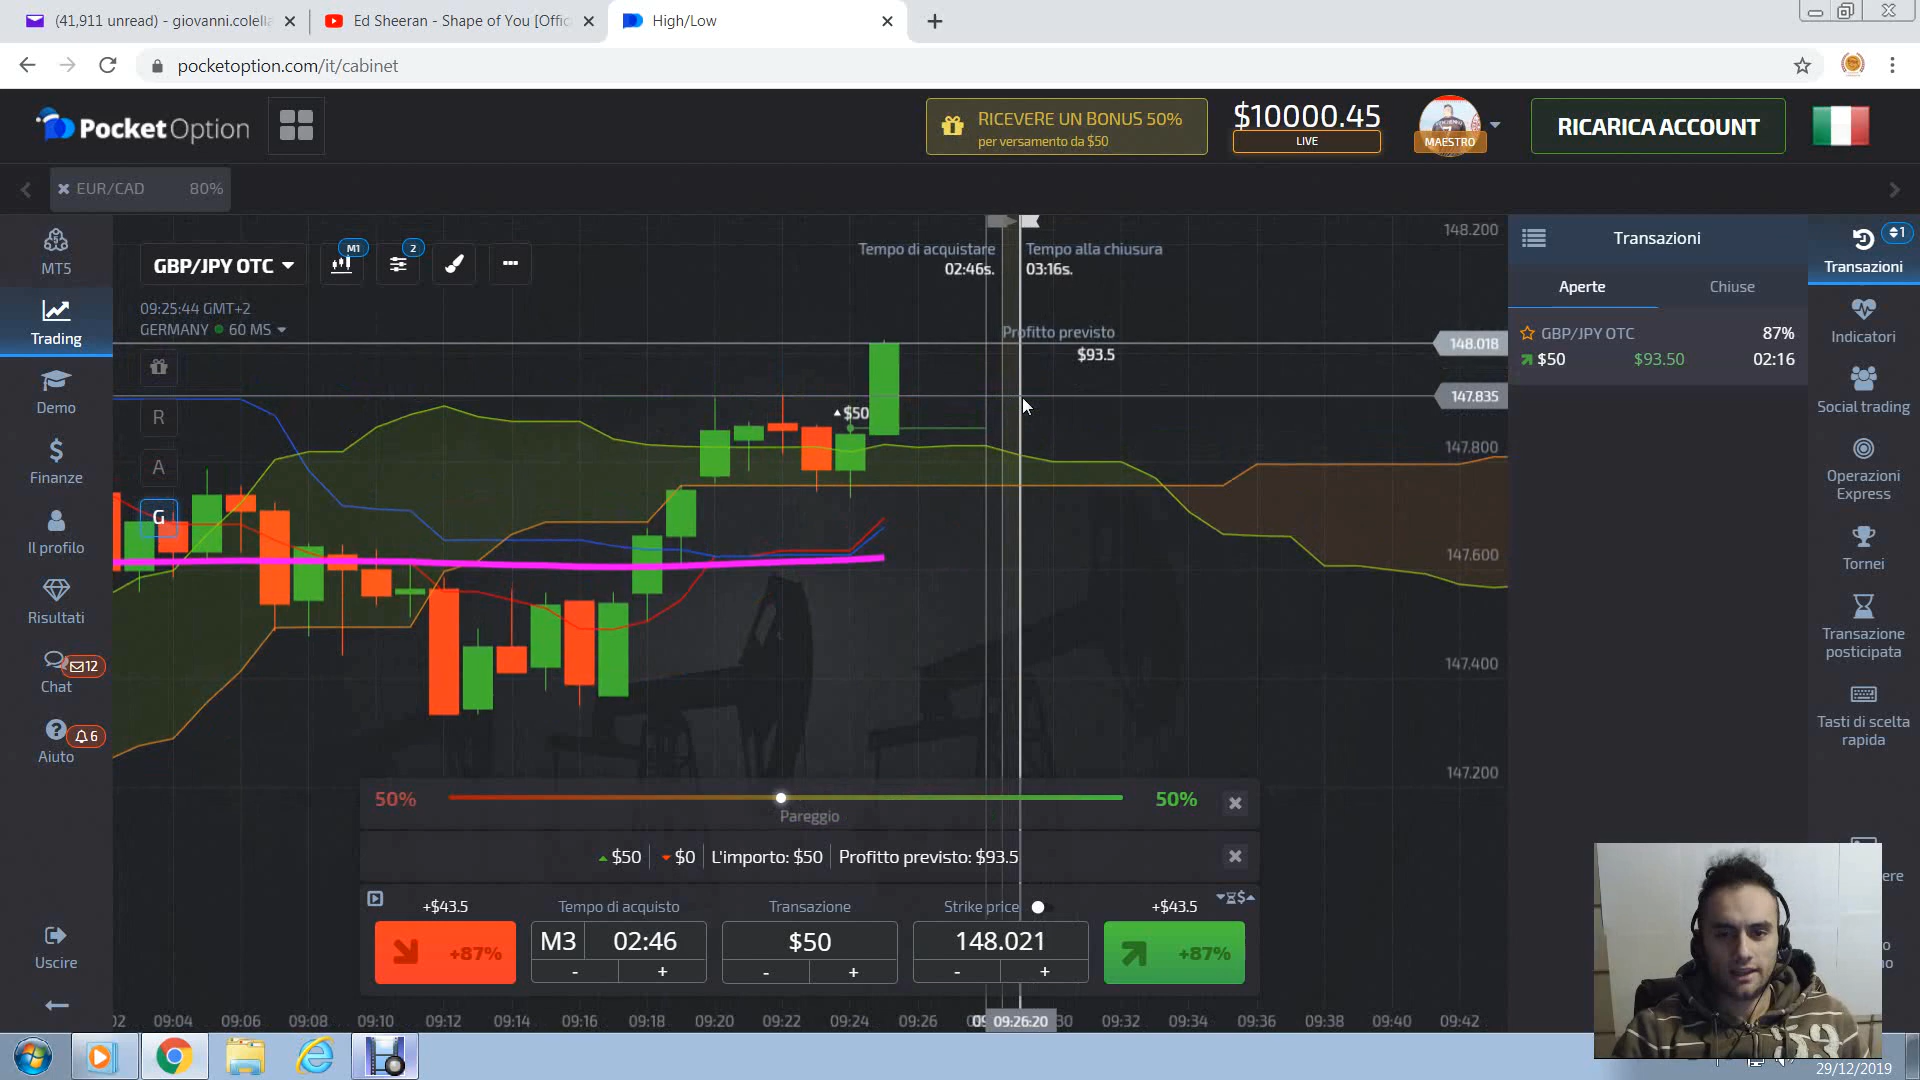 (41,911 unread) - giovanni.colella
Ed Sheeran - Shape of You [Offic
High/Low
pocketoption.com/it/cabinet
PocketOption
RICEVERE UN BONUS 50%
per versamento da $50
$10000.45
LIVE
MAESTRO
RICARICA ACCOUNT
EUR/CAD 80%
MT5
Trading
Demo
Finanze
Il profilo
Risultati
12
Chat
6
Aiuto
Uscire
GBP/JPY OTC
M1
2
09:25:44 GMT+2
GERMANY 60 MS
R
A
G
Tempo di acquistare
02:46s.
Tempo alla chiusura
03:16s.
Profitto previsto
$93.5
$50
148.200
148.018
147.835
147.800
147.600
147.400
147.200
50%
Pareggio
50%
$50 $0 L'importo: $50 Profitto previsto: $93.5
+$43.5
+87%
Tempo di acquisto
M3 02:46
- +
Transazione
$50
- +
Strike price
148.021
- +
+$43.5
+87%
02 09:04 09:06 09:08 09:10 09:12 09:14 09:16 09:18 09:20 09:22 09:24 09:26 09:26:20 30 09:32 09:34 09:36 09:38 09:40 09:42
Transazioni
Aperte
Chiuse
GBP/JPY OTC 87%
$50 $93.50 02:16
1
Transazioni
Indicatori
Social trading
Operazioni
Express
Tornei
Transazione
posticipata
Tasti di scelta
rapida
29/12/2019